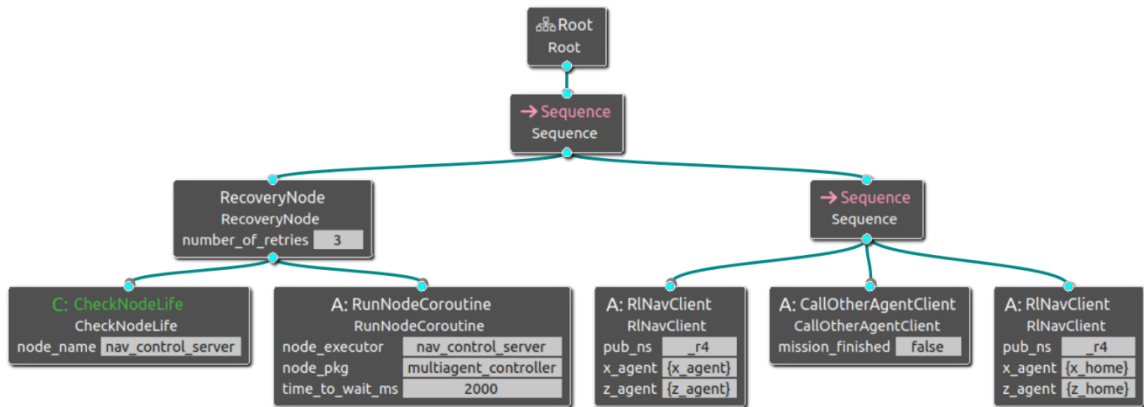 Root
Root
→ Sequence
Sequence
RecoveryNode
RecoveryNode
number_of_retries 3
→ Sequence
Sequence
C: CheckNodeLife
CheckNodeLife
node_name nav_control_server
A: RunNodeCoroutine
RunNodeCoroutine
node_executor nav_control_server
node_pkg multiagent_controller
time_to_wait_ms 2000
A: RlNavClient
RlNavClient
pub_ns _r4
x_agent {x_agent}
z_agent {z_agent}
A: CallOtherAgentClient
CallOtherAgentClient
mission_finished false
A: RlNavClient
RlNavClient
pub_ns _r4
x_agent {x_home}
z_agent {z_home}